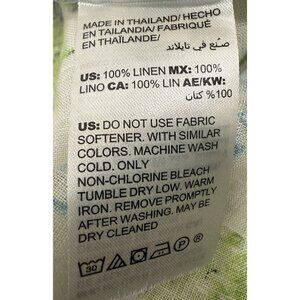 MADE IN THAILAND/ HECHO
EN TAILANDIA/ FABRIQUÉ
EN THAÏLANDE/
صنع في تايلاند
US: 100% LINEN MX: 100%
LINO CA: 100% LIN AE/KW:
100% كتان
US: DO NOT USE FABRIC
SOFTENER. WITH SIMILAR
COLORS. MACHINE WASH
COLD. ONLY
NON-CHLORINE BLEACH
TUMBLE DRY LOW. WARM
IRON. REMOVE PROMPTLY
AFTER WASHING. MAY BE
DRY CLEANED
30 P